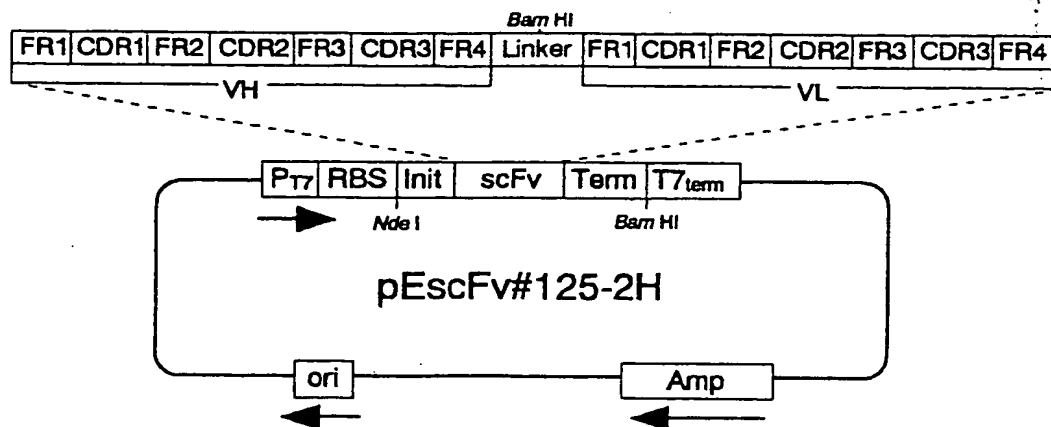 Bam HI
FR1 CDR1 FR2 CDR2 FR3 CDR3 FR4 Linker FR1 CDR1 FR2 CDR2 FR3 CDR3 FR4
VH VL
PT7 RBS Init scFv Term T7term
Nde I Bam HI
pEscFv#125-2H
ori Amp